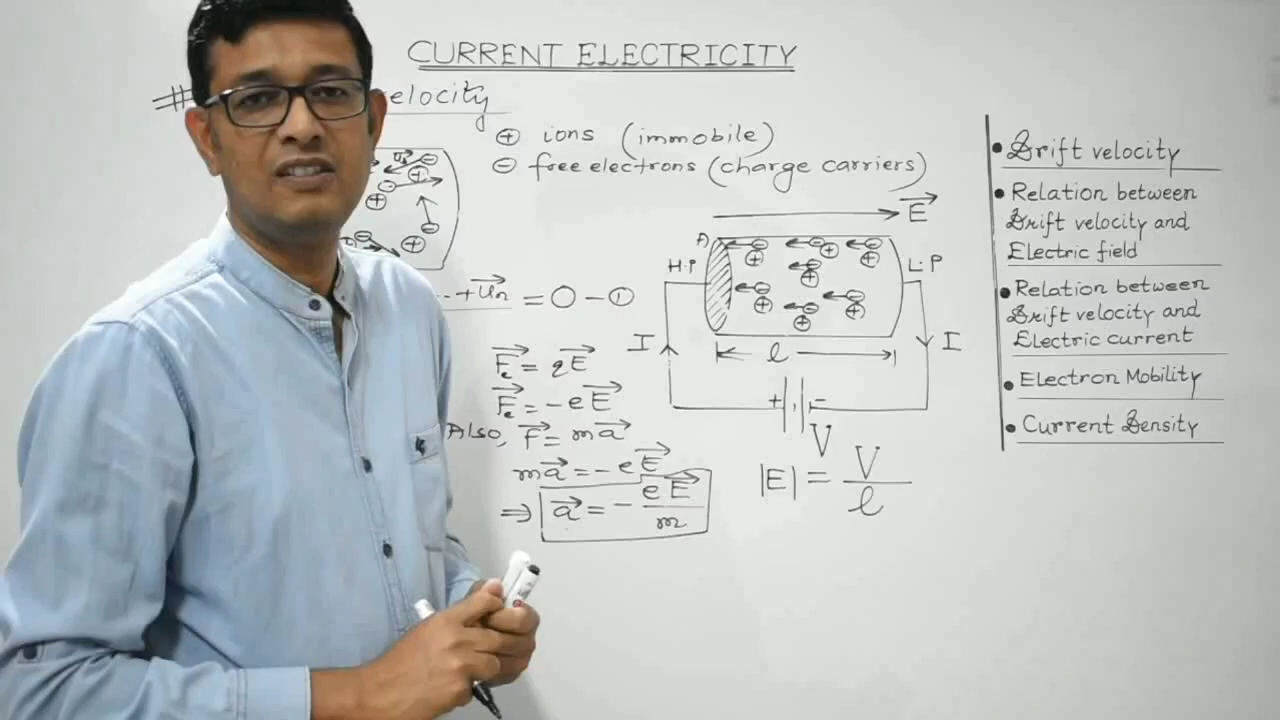 CURRENT ELECTRICITY
# elocity
⊕ ions (immobile)
⊖ free electrons (charge carriers)
E⃗
A
H.P
L.P
I
I
l
+ −
V
|E| = V/l
... + u⃗n = 0 − ①
F⃗e = qE⃗
F⃗e = −eE⃗
Also, F⃗ = ma⃗
ma⃗ = −eE⃗
⇒ a⃗ = − eE⃗/m
• Drift velocity
• Relation between
Drift velocity and
Electric field
• Relation between
Drift velocity and
Electric current
• Electron Mobility
• Current Density